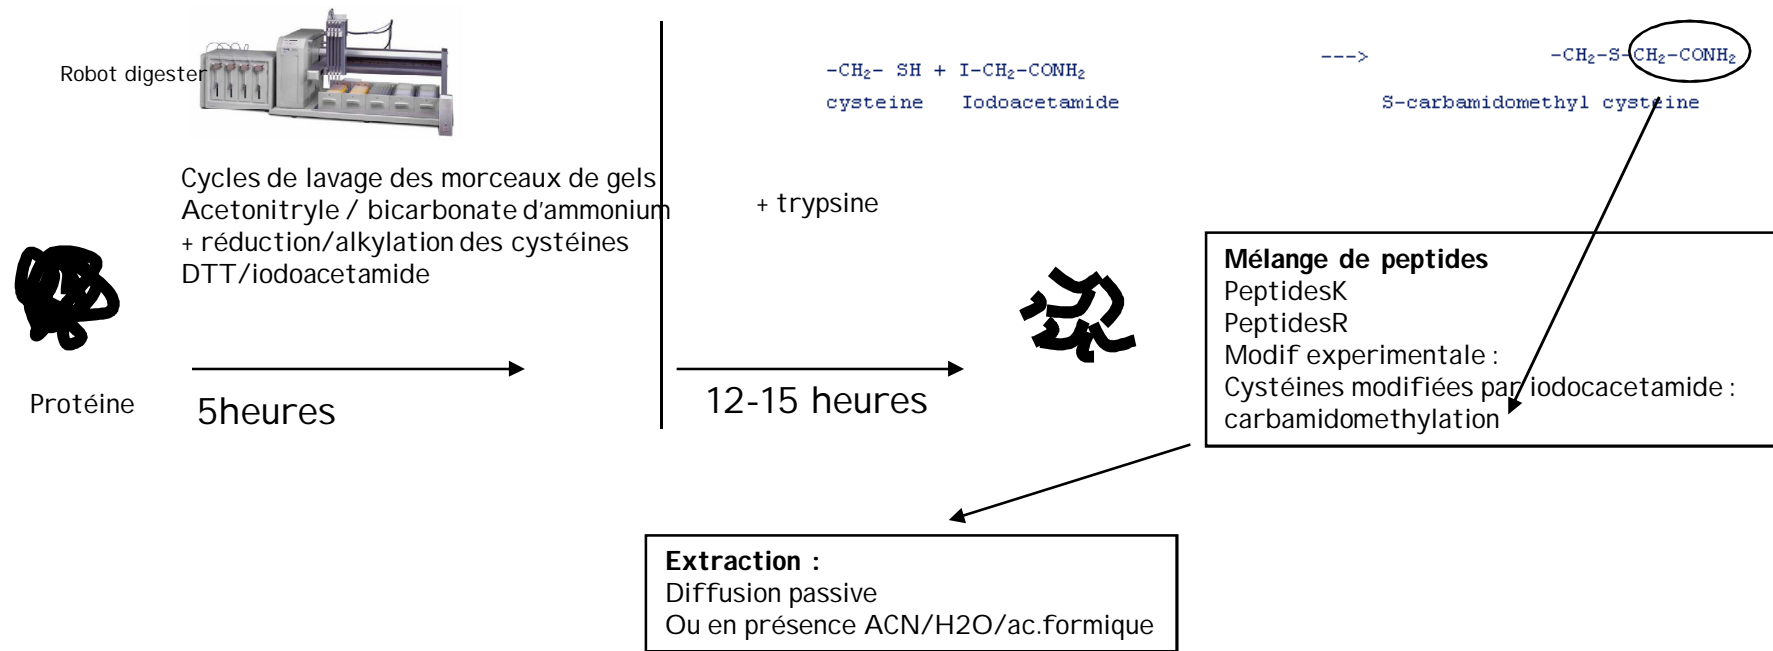 Robot digester
-CH₂- SH + I-CH₂-CONH₂
cysteine Iodoacetamide
--->
-CH₂-S-CH₂-CONH₂
S-carbamidomethyl cysteine
Cycles de lavage des morceaux de gels
Acetonitryle / bicarbonate d'ammonium
+ réduction/alkylation des cystéines
DTT/iodoacetamide
+ trypsine
Protéine
5heures
12-15 heures
Mélange de peptides
PeptidesK
PeptidesR
Modif experimentale :
Cystéines modifiées par iodocacetamide :
carbamidomethylation
Extraction :
Diffusion passive
Ou en présence ACN/H2O/ac.formique